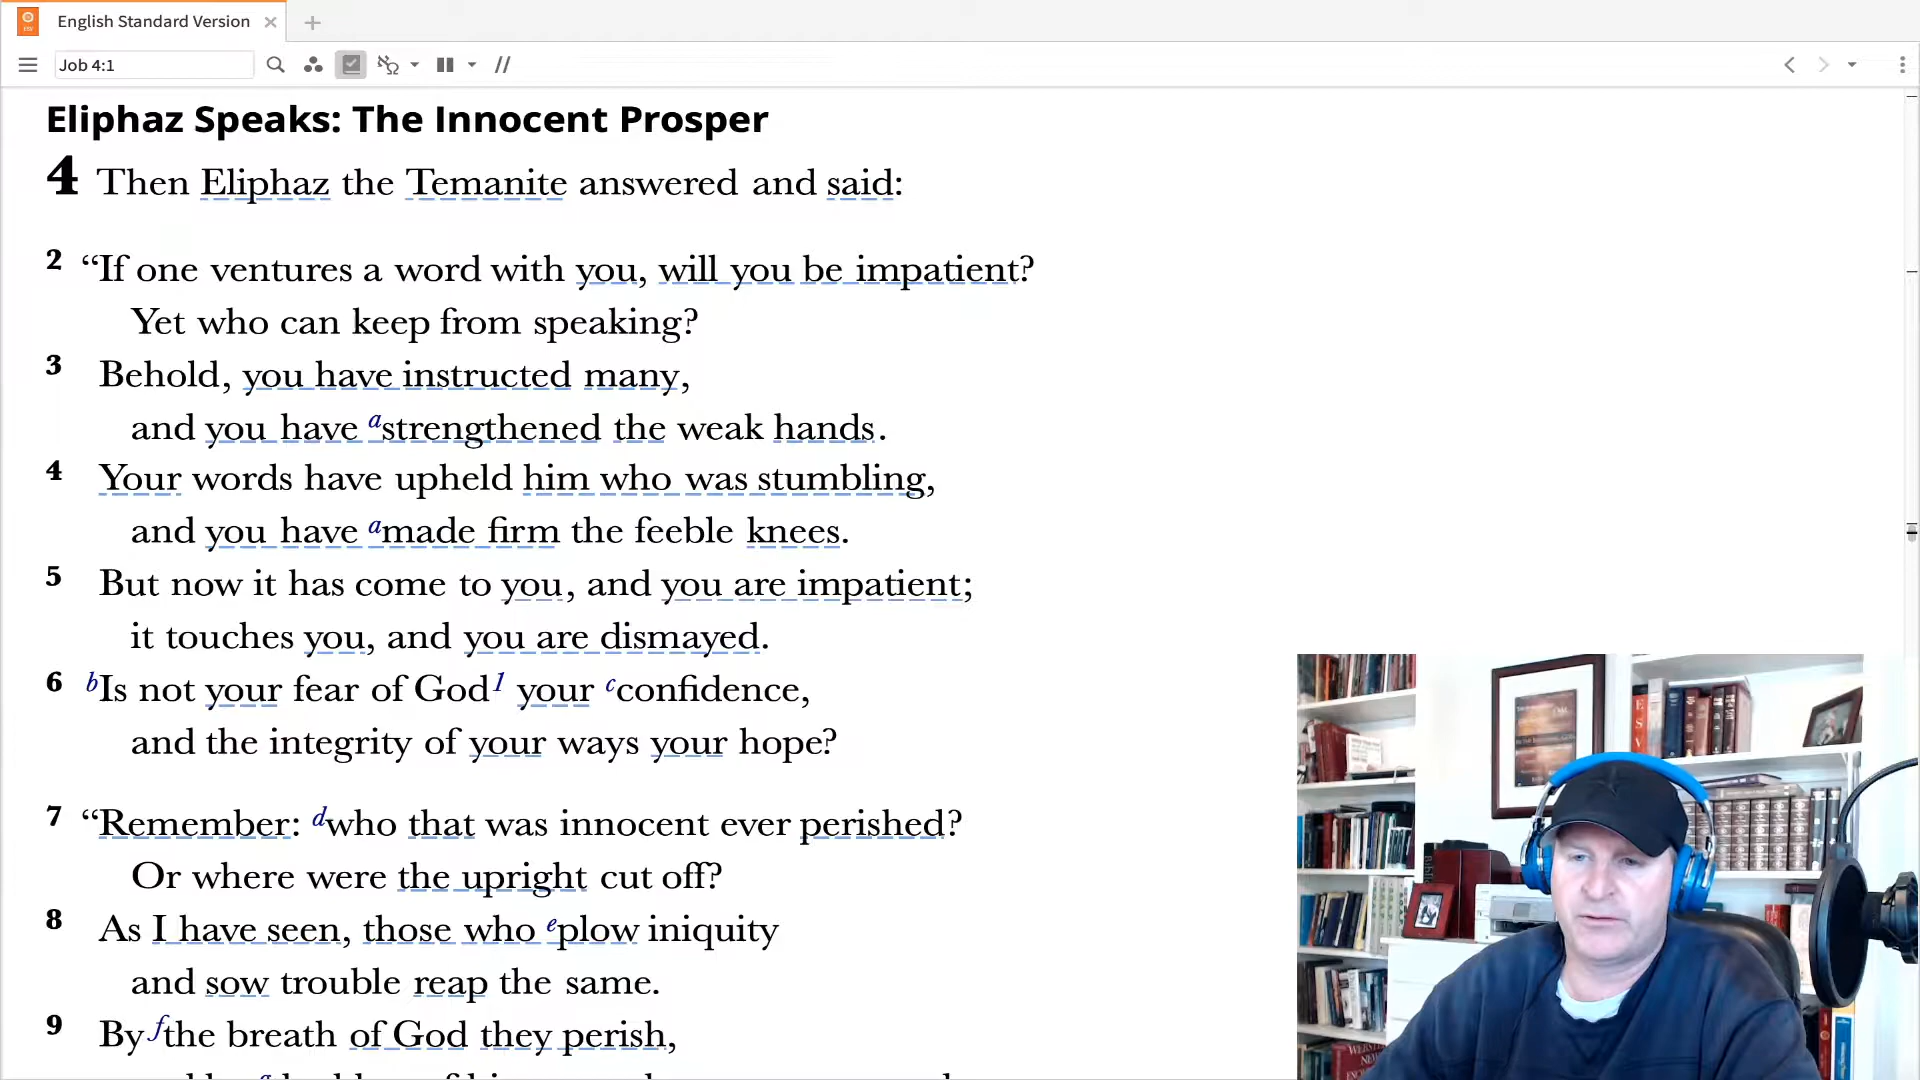 English Standard Version
Job 4:1
Eliphaz Speaks: The Innocent Prosper
4 Then Eliphaz the Temanite answered and said:
2 “If one ventures a word with you, will you be impatient?
Yet who can keep from speaking?
3 Behold, you have instructed many,
and you have astrengthened the weak hands.
4 Your words have upheld him who was stumbling,
and you have amade firm the feeble knees.
5 But now it has come to you, and you are impatient;
it touches you, and you are dismayed.
6 bIs not your fear of God1 your cconfidence,
and the integrity of your ways your hope?
7 “Remember: dwho that was innocent ever perished?
Or where were the upright cut off?
8 As I have seen, those who eplow iniquity
and sow trouble reap the same.
9 By fthe breath of God they perish,
ESV